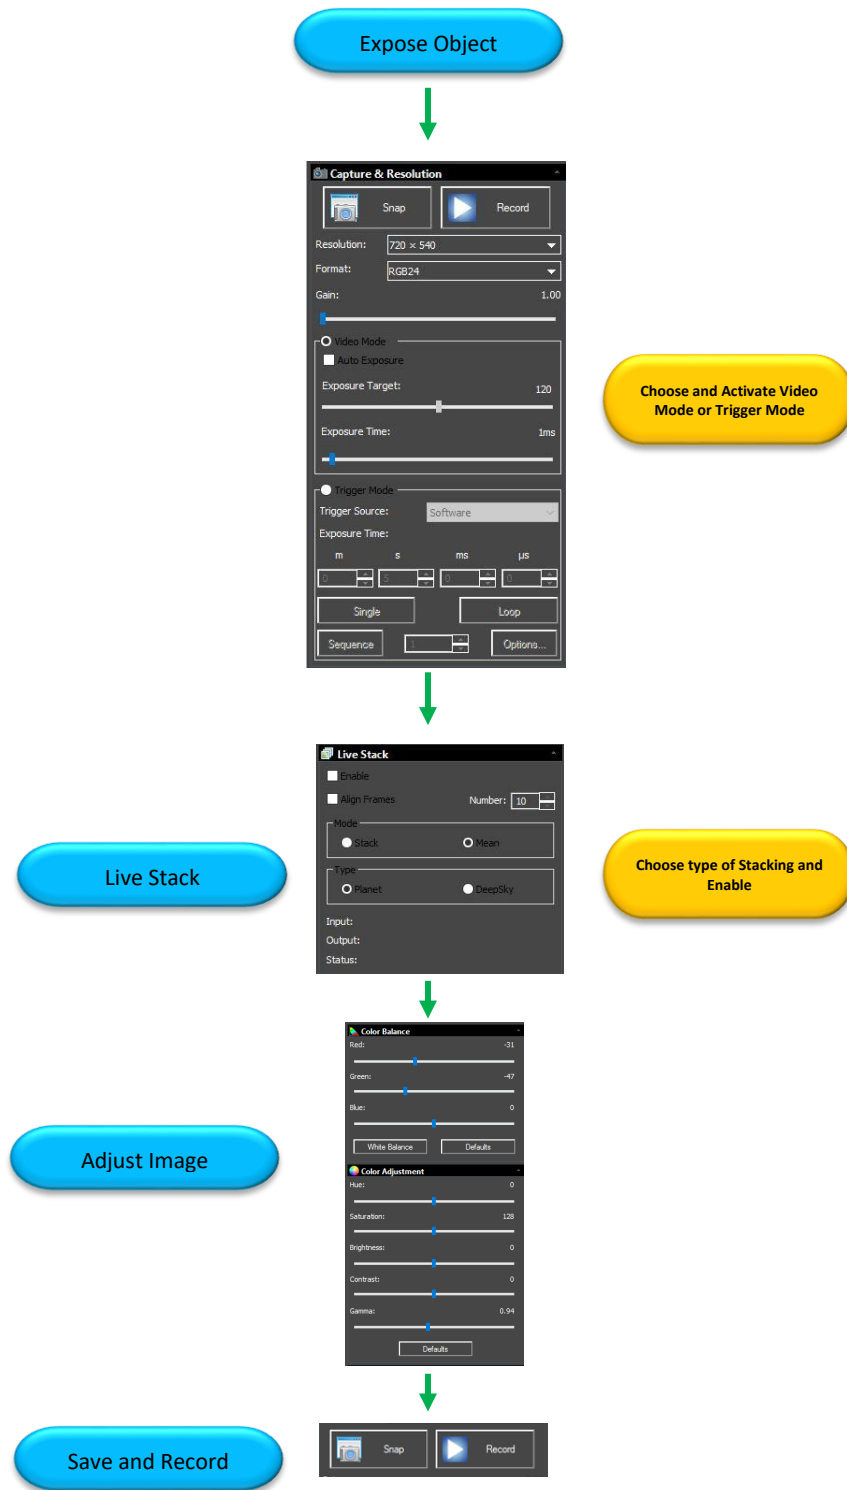 Expose Object
Capture & Resolution
Snap
Record
Resolution:
720 × 540
Format:
RGB24
Gain:
1.00
Video Mode
Auto Exposure
Exposure Target:
120
Exposure Time:
1ms
Choose and Activate Video
Mode or Trigger Mode
Trigger Mode
Trigger Source:
Software
Exposure Time:
m s ms µs
0 5 0 0
Single
Loop
Sequence
1
Options...
Live Stack
Enable
Align Frames
Number: 10
Mode
Stack
Mean
Type
Planet
DeepSky
Input:
Output:
Status:
Live Stack
Choose type of Stacking and
Enable
Color Balance
Red: -31
Green: -47
Blue: 0
White Balance
Defaults
Color Adjustment
Hue: 0
Saturation: 128
Brightness: 0
Contrast: 0
Gamma: 0.94
Defaults
Adjust Image
Save and Record
Snap
Record